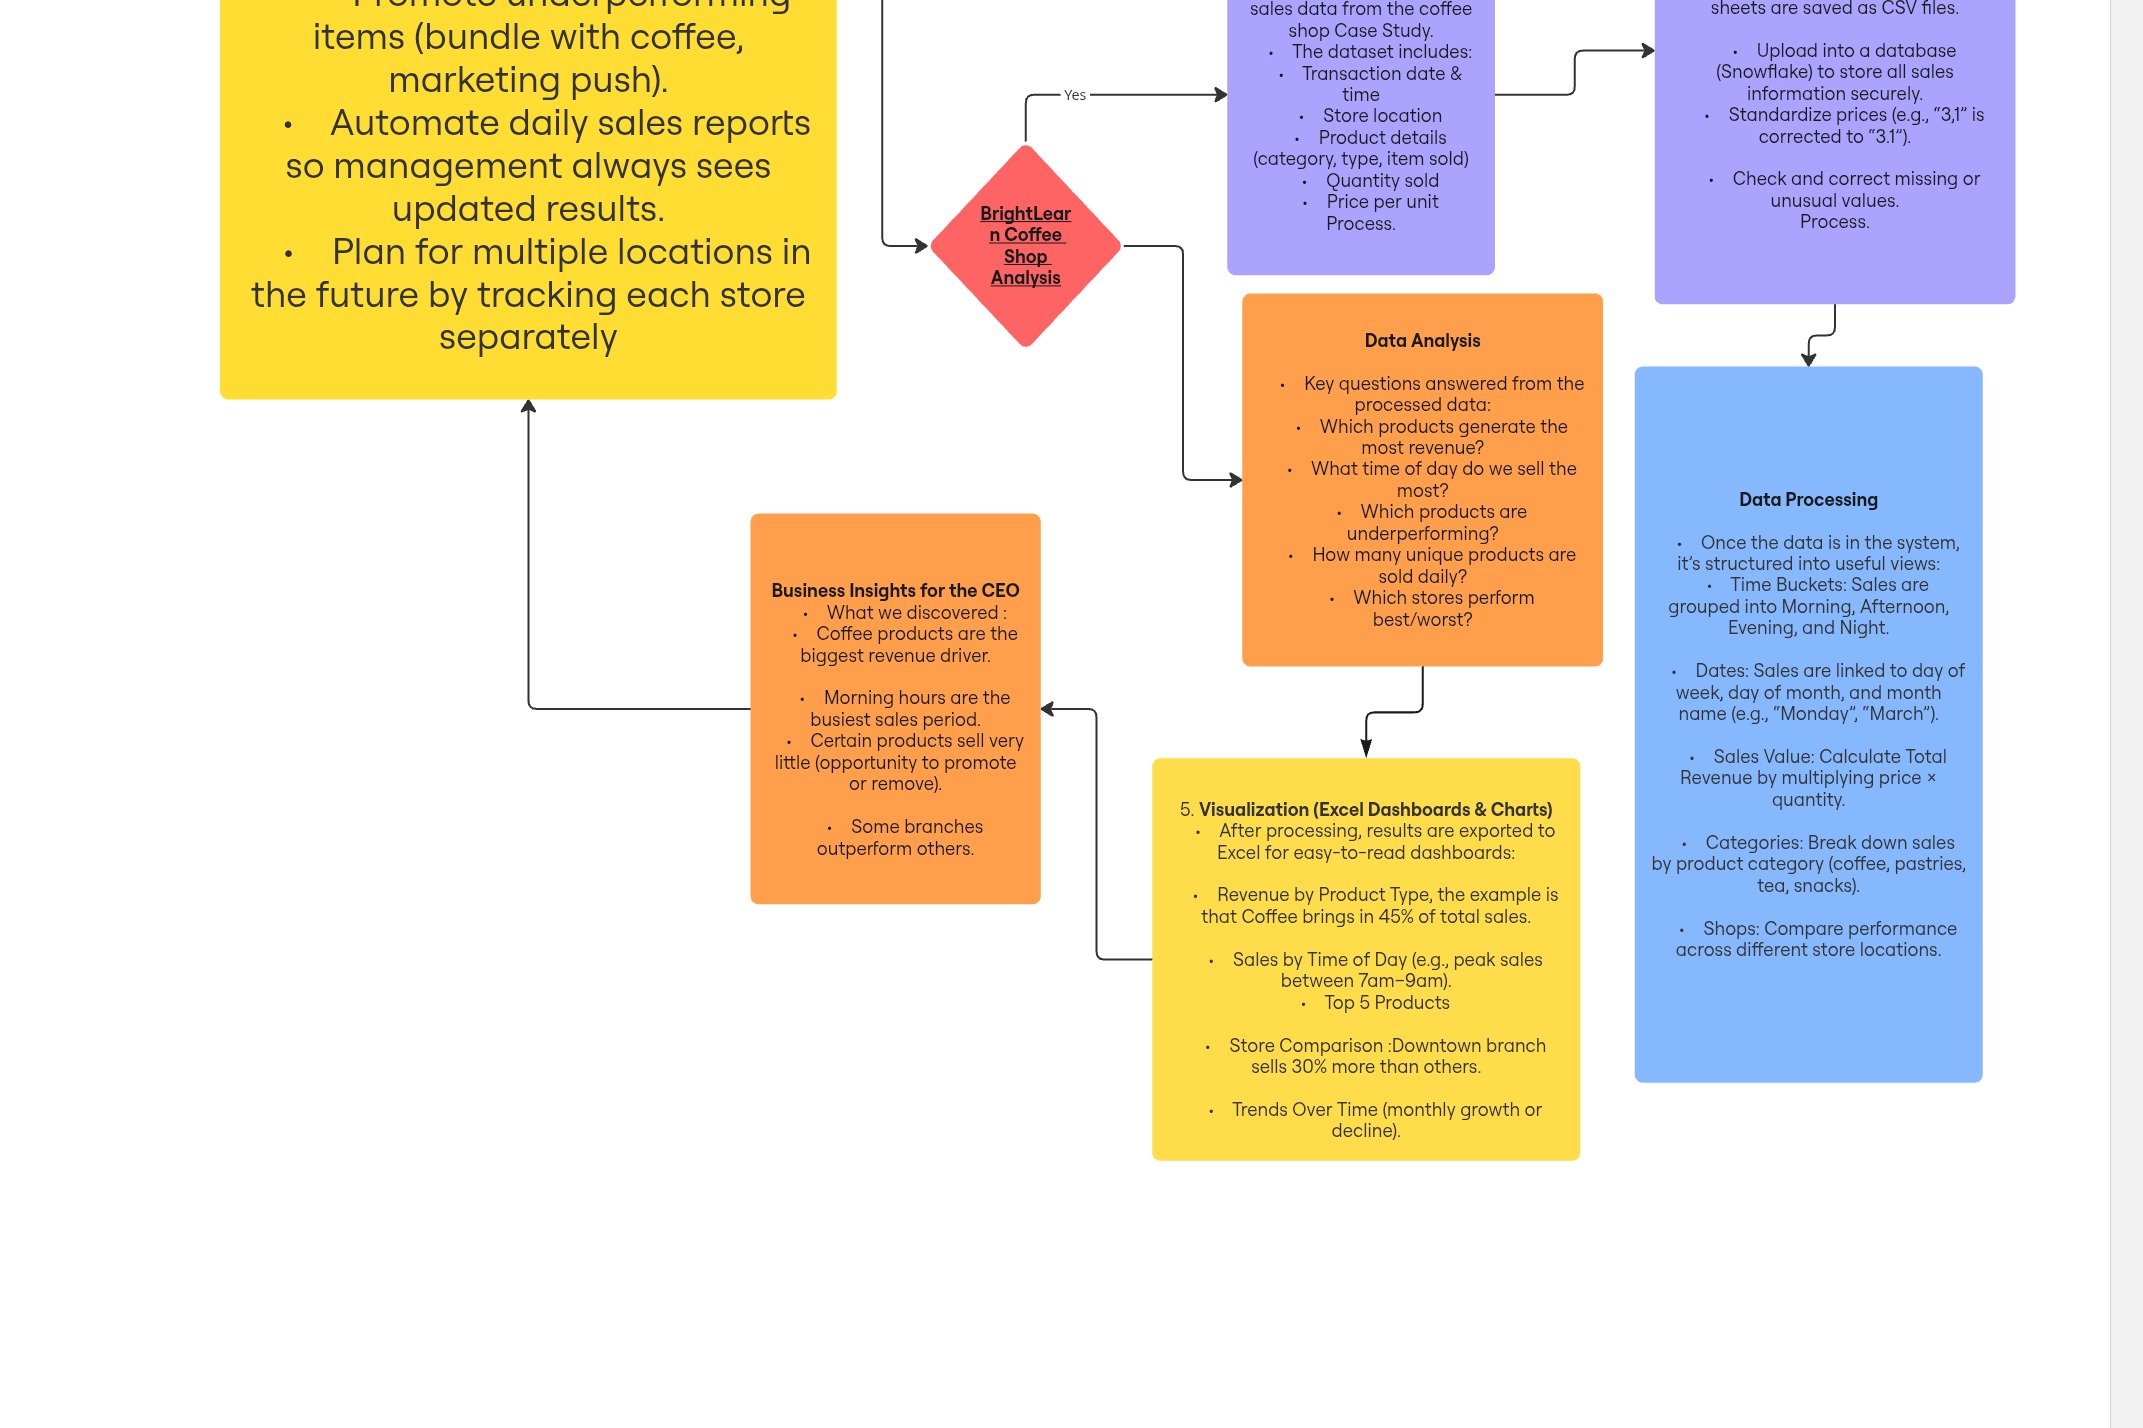 Promote underperforming
items (bundle with coffee,
marketing push).
• Automate daily sales reports
so management always sees
updated results.
• Plan for multiple locations in
the future by tracking each store
separately
Yes
BrightLear
n Coffee
Shop
Analysis
sales data from the coffee
shop Case Study.
• The dataset includes:
• Transaction date &
time
• Store location
• Product details
(category, type, item sold)
• Quantity sold
• Price per unit
Process.
sheets are saved as CSV files.
• Upload into a database
(Snowflake) to store all sales
information securely.
• Standardize prices (e.g., “3,1” is
corrected to “3.1”).
• Check and correct missing or
unusual values.
Process.
Data Analysis
• Key questions answered from the
processed data:
• Which products generate the
most revenue?
• What time of day do we sell the
most?
• Which products are
underperforming?
• How many unique products are
sold daily?
• Which stores perform
best/worst?
Data Processing
• Once the data is in the system,
it’s structured into useful views:
• Time Buckets: Sales are
grouped into Morning, Afternoon,
Evening, and Night.
• Dates: Sales are linked to day of
week, day of month, and month
name (e.g., “Monday”, “March”).
• Sales Value: Calculate Total
Revenue by multiplying price ×
quantity.
• Categories: Break down sales
by product category (coffee, pastries,
tea, snacks).
• Shops: Compare performance
across different store locations.
Business Insights for the CEO
• What we discovered :
• Coffee products are the
biggest revenue driver.
• Morning hours are the
busiest sales period.
• Certain products sell very
little (opportunity to promote
or remove).
• Some branches
outperform others.
5. Visualization (Excel Dashboards & Charts)
• After processing, results are exported to
Excel for easy-to-read dashboards:
• Revenue by Product Type, the example is
that Coffee brings in 45% of total sales.
• Sales by Time of Day (e.g., peak sales
between 7am–9am).
• Top 5 Products
• Store Comparison :Downtown branch
sells 30% more than others.
• Trends Over Time (monthly growth or
decline).